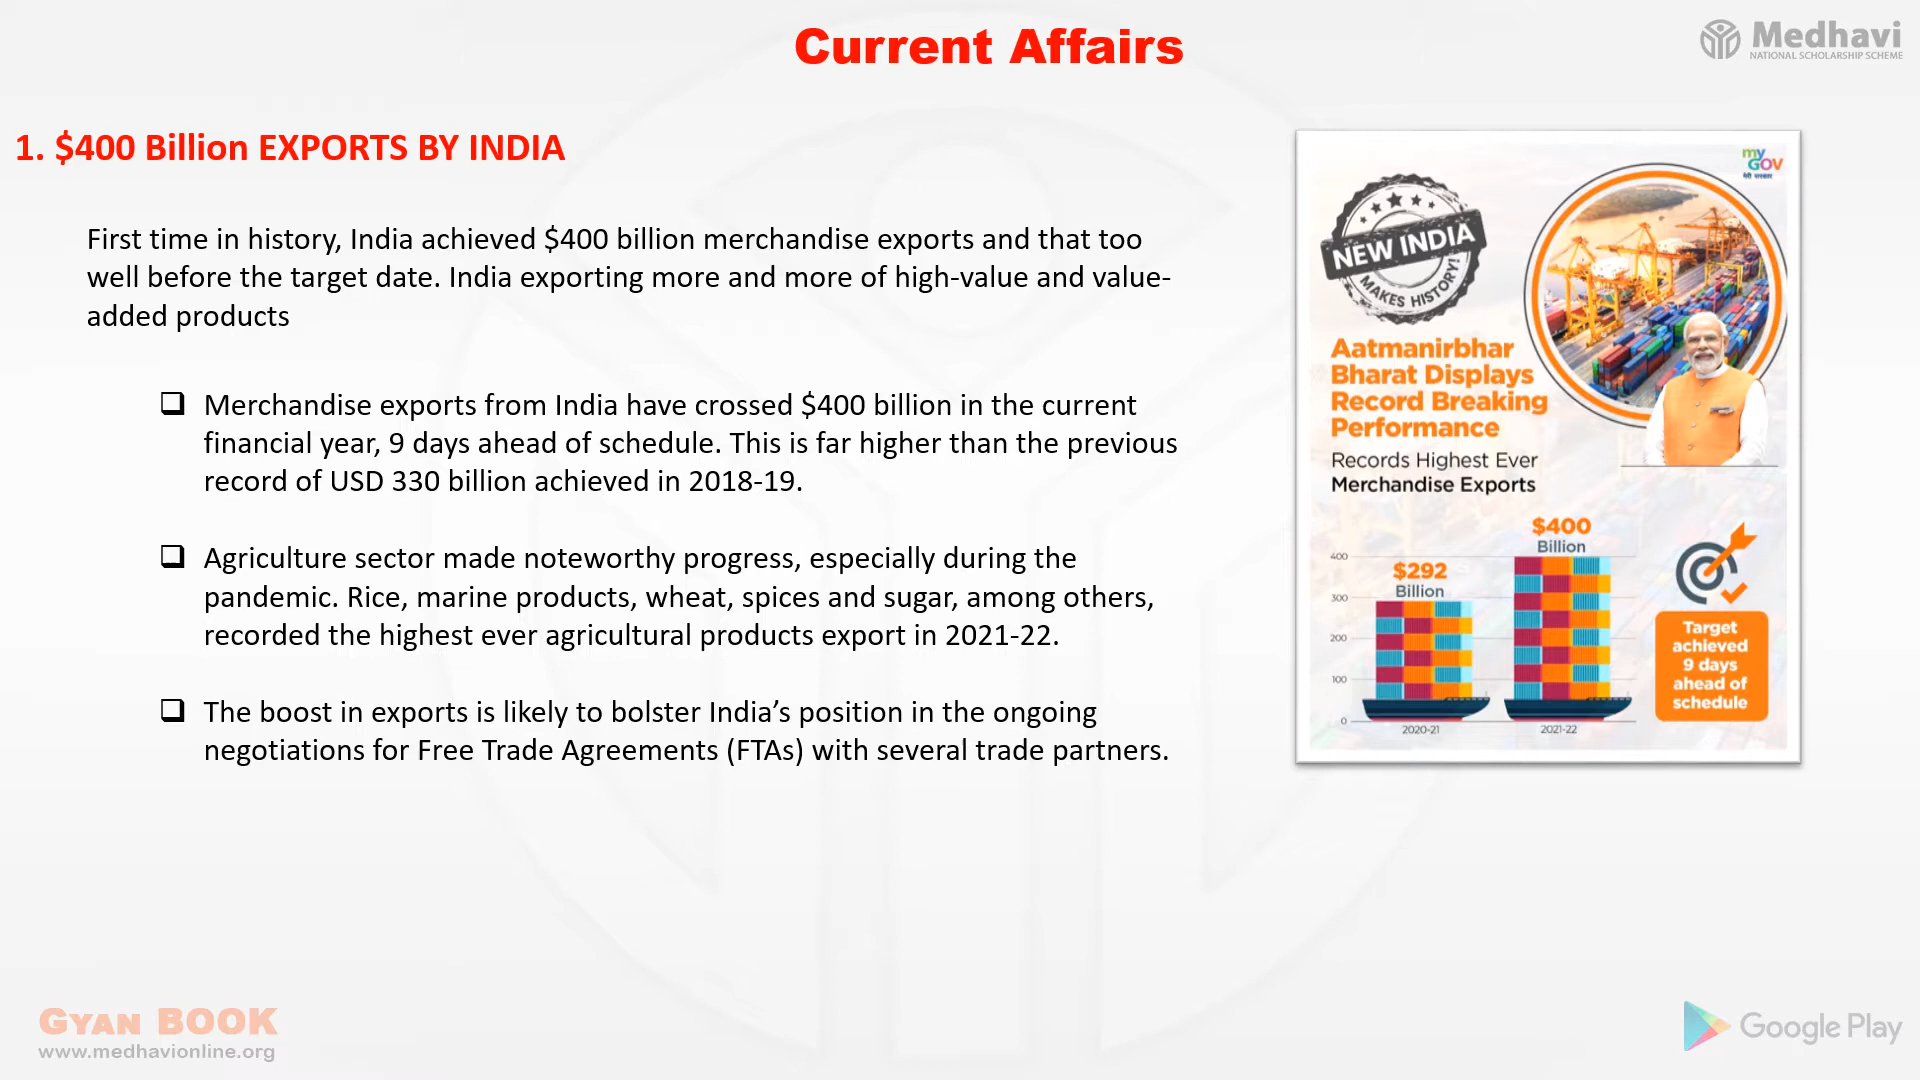 Current Affairs
Medhavi
NATIONAL SCHOLARSHIP SCHEME
1. $400 Billion EXPORTS BY INDIA
First time in history, India achieved $400 billion merchandise exports and that too
well before the target date. India exporting more and more of high-value and value-
added products
❑ Merchandise exports from India have crossed $400 billion in the current
financial year, 9 days ahead of schedule. This is far higher than the previous
record of USD 330 billion achieved in 2018-19.
❑ Agriculture sector made noteworthy progress, especially during the
pandemic. Rice, marine products, wheat, spices and sugar, among others,
recorded the highest ever agricultural products export in 2021-22.
❑ The boost in exports is likely to bolster India’s position in the ongoing
negotiations for Free Trade Agreements (FTAs) with several trade partners.
my
GOV
मेरी सरकार
NEW INDIA
MAKES HISTORY!
Aatmanirbhar
Bharat Displays
Record Breaking
Performance
Records Highest Ever
Merchandise Exports
$400
Billion
$292
Billion
400
300
200
100
0
2020-21
2021-22
Target
achieved
9 days
ahead of
schedule
GYAN BOOK
www.medhavionline.org
Google Play